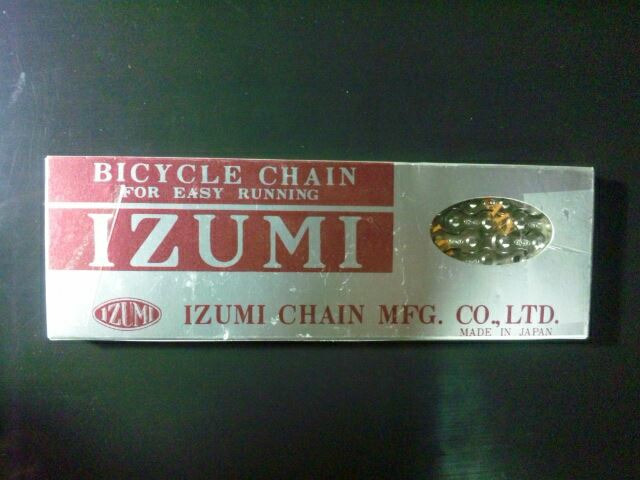 BICYCLE CHAIN
FOR EASY RUNNING
IZUMI
IZUMI
IZUMI CHAIN MFG. CO., LTD.
MADE IN JAPAN